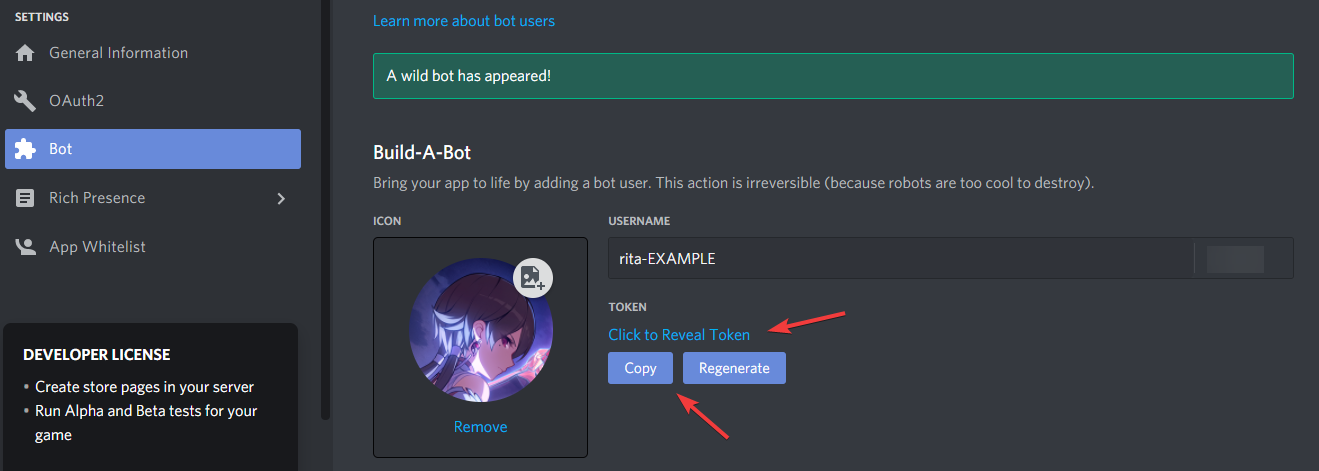 SETTINGS
General Information
OAuth2
Bot
Rich Presence
App Whitelist
DEVELOPER LICENSE
• Create store pages in your server
• Run Alpha and Beta tests for your
game
Learn more about bot users
A wild bot has appeared!
Build-A-Bot
Bring your app to life by adding a bot user. This action is irreversible (because robots are too cool to destroy).
ICON
Remove
USERNAME
rita-EXAMPLE
TOKEN
Click to Reveal Token
Copy
Regenerate